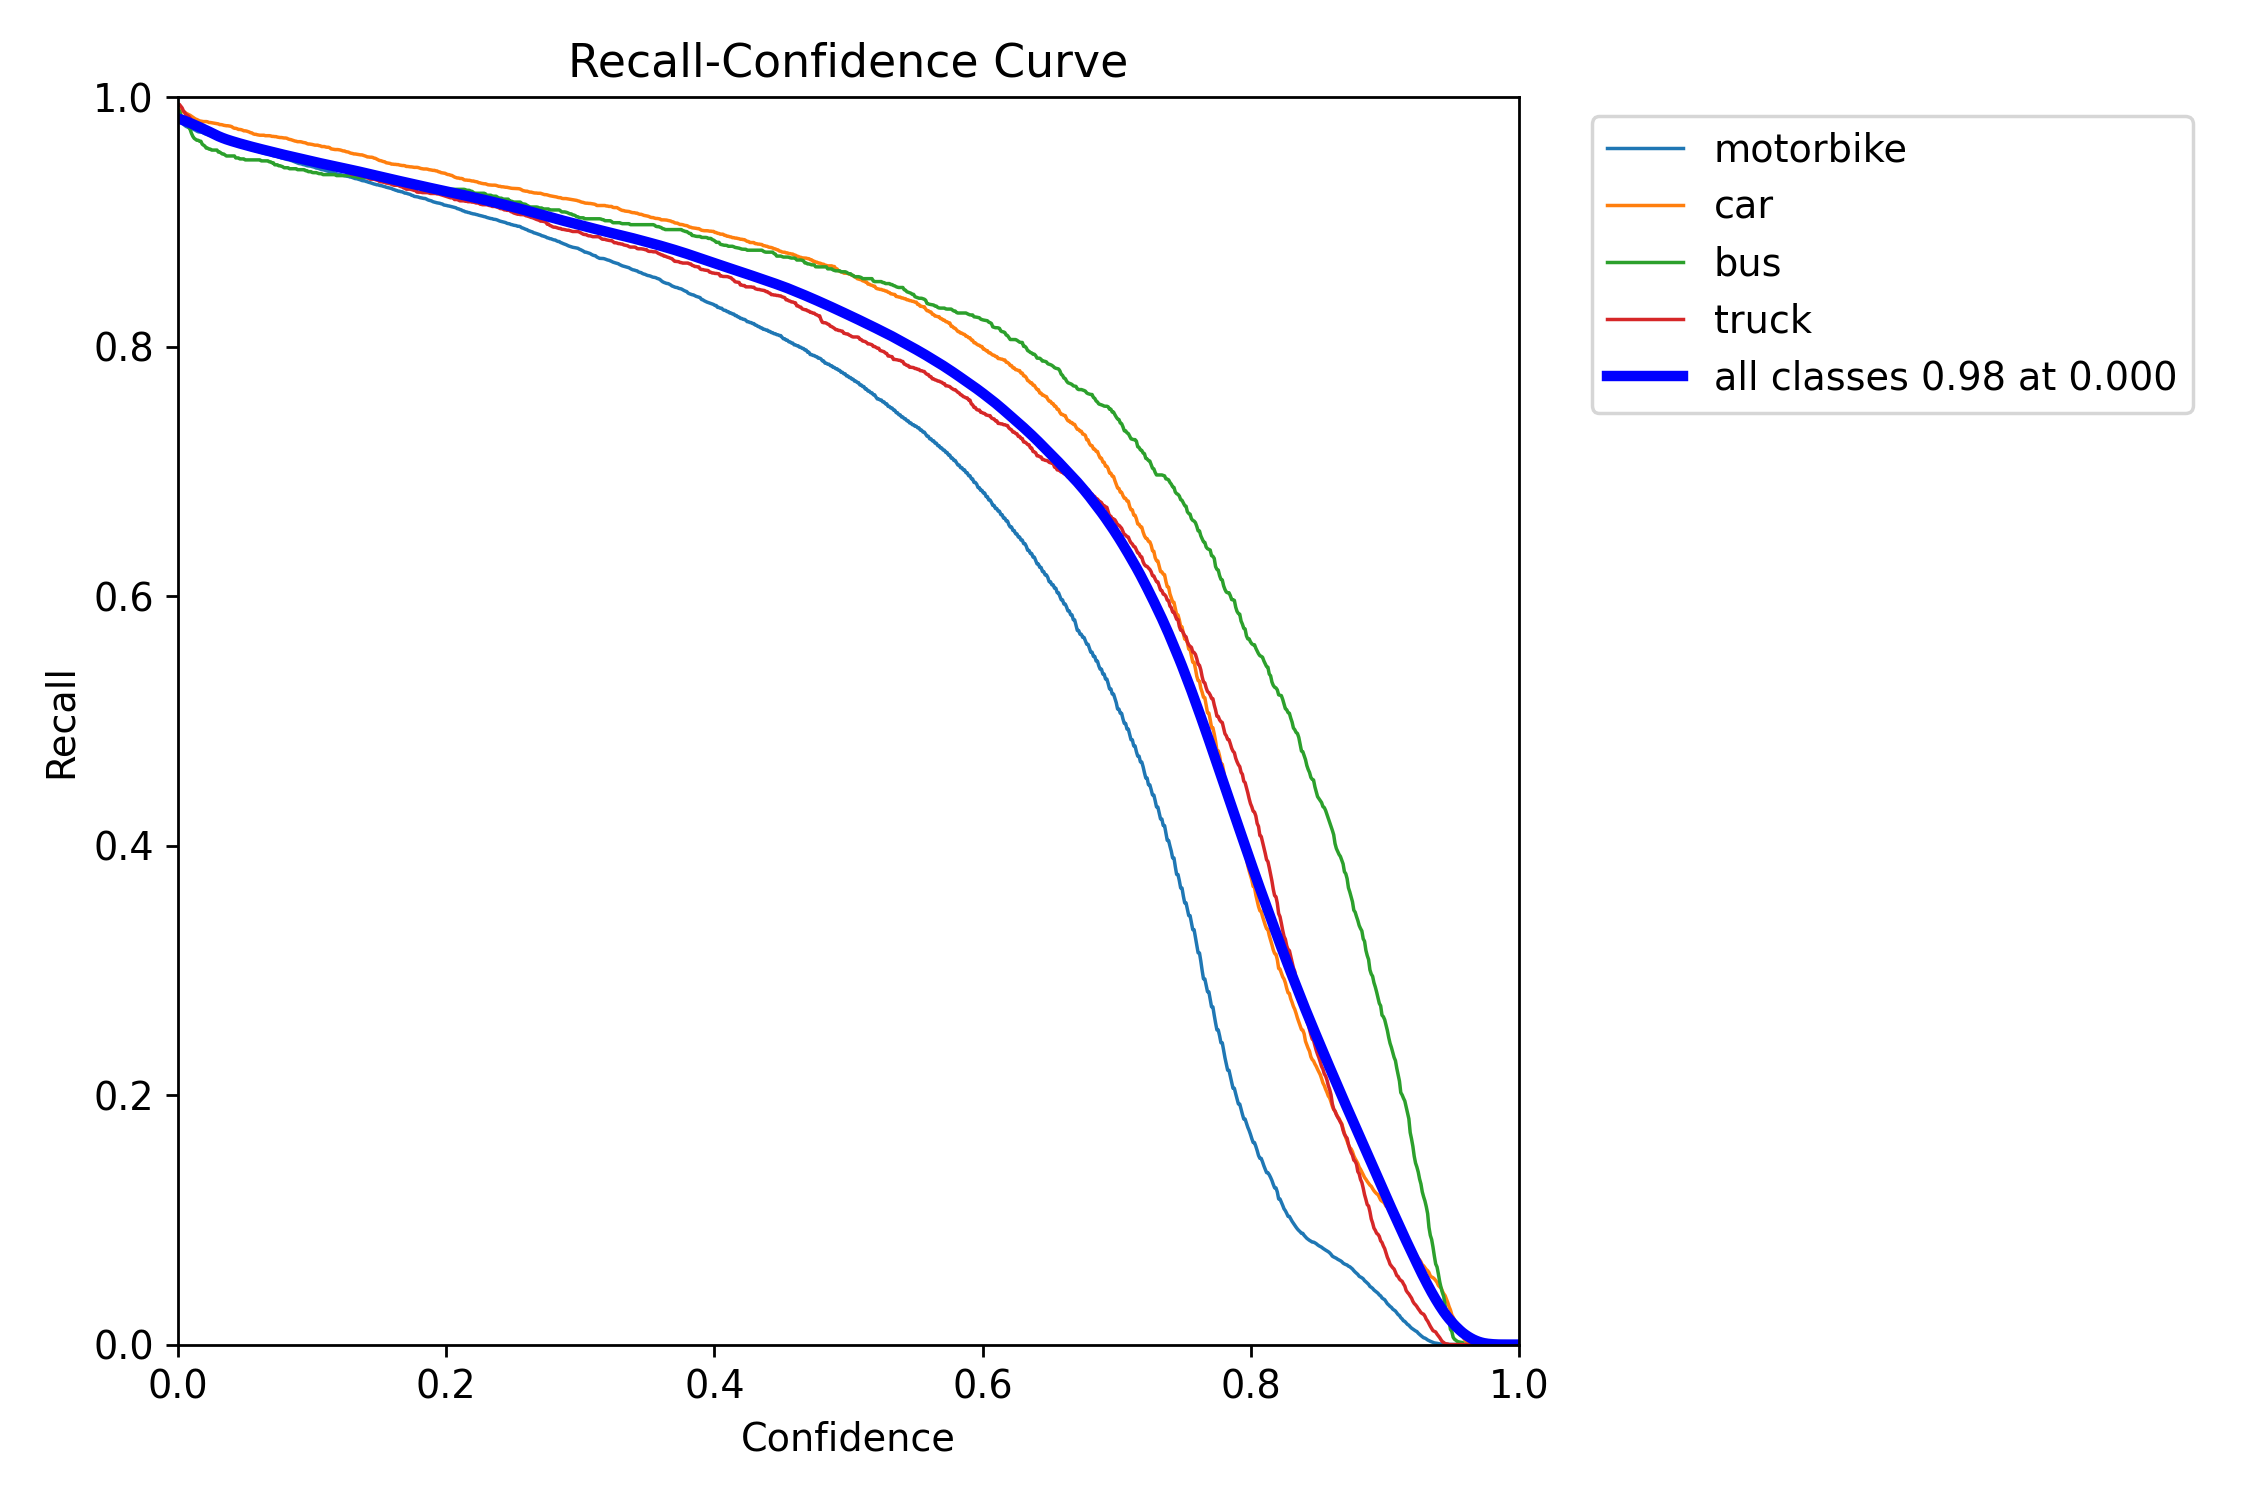 Recall-Confidence Curve
1.0
0.8
0.6
0.4
0.2
0.0
Recall
0.0 0.2 0.4 0.6 0.8 1.0
Confidence
motorbike
car
bus
truck
all classes 0.98 at 0.000